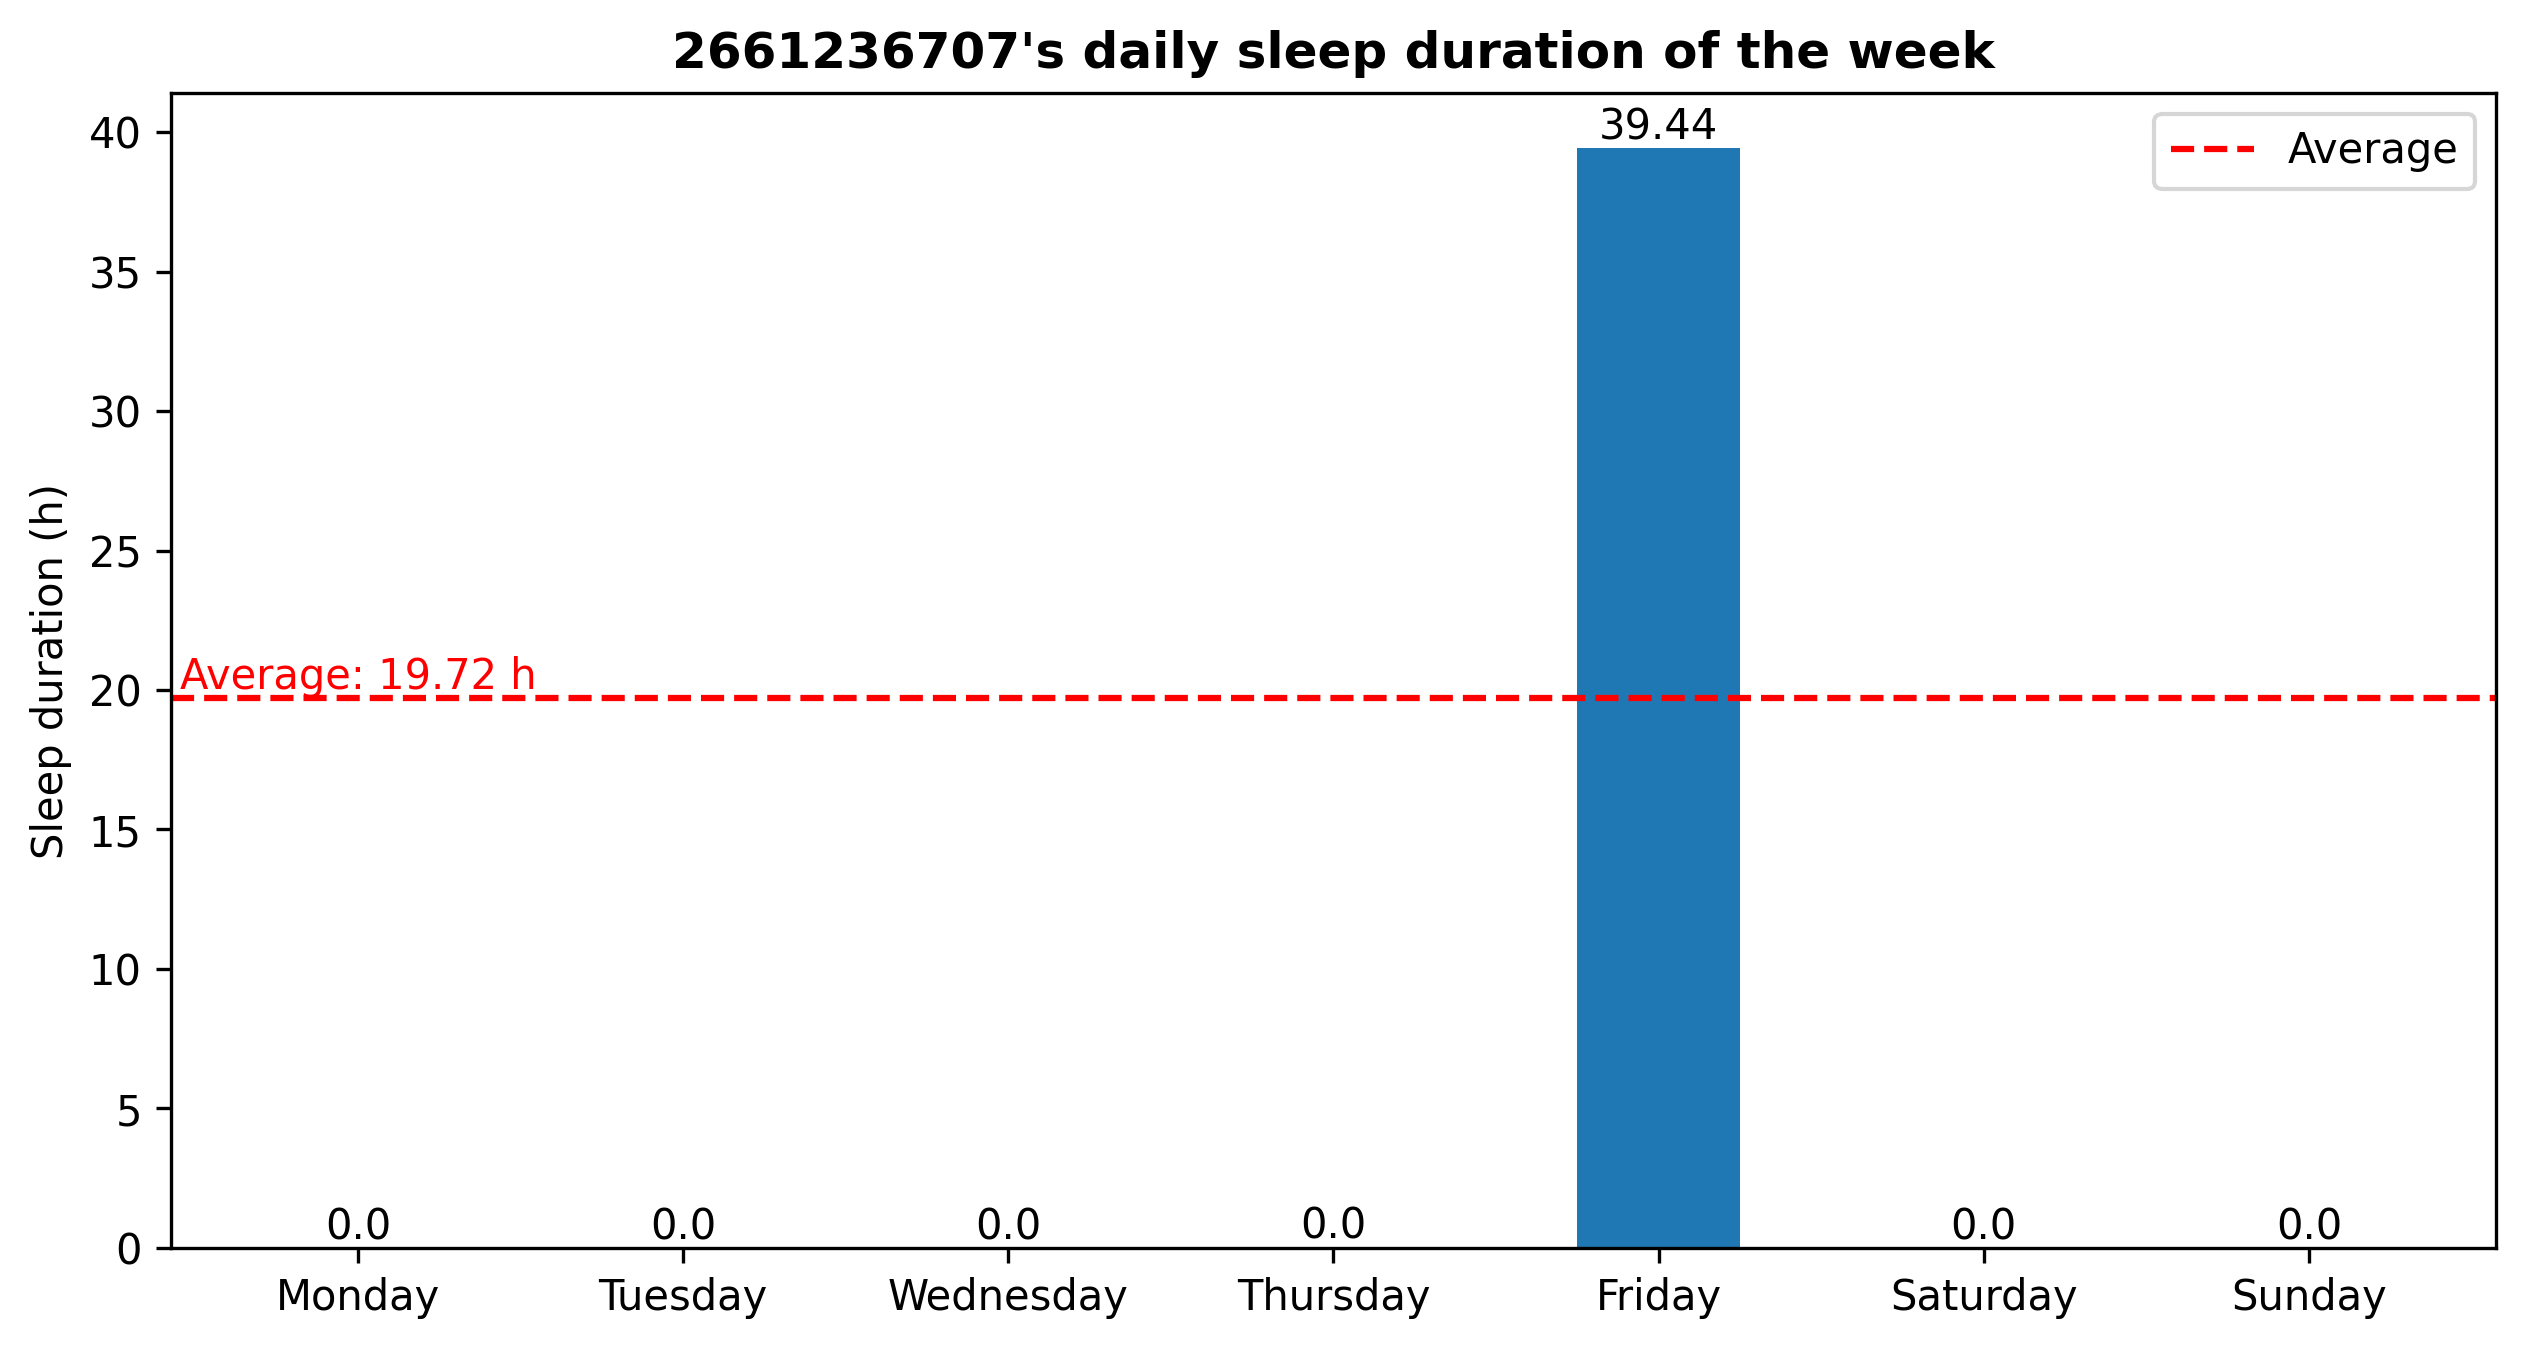 2661236707's daily sleep duration of the week
Sleep duration (h)
40
35
30
25
20
15
10
5
0
39.44
Average
Average: 19.72 h
0.0 0.0 0.0 0.0 0.0 0.0
Monday Tuesday Wednesday Thursday Friday Saturday Sunday